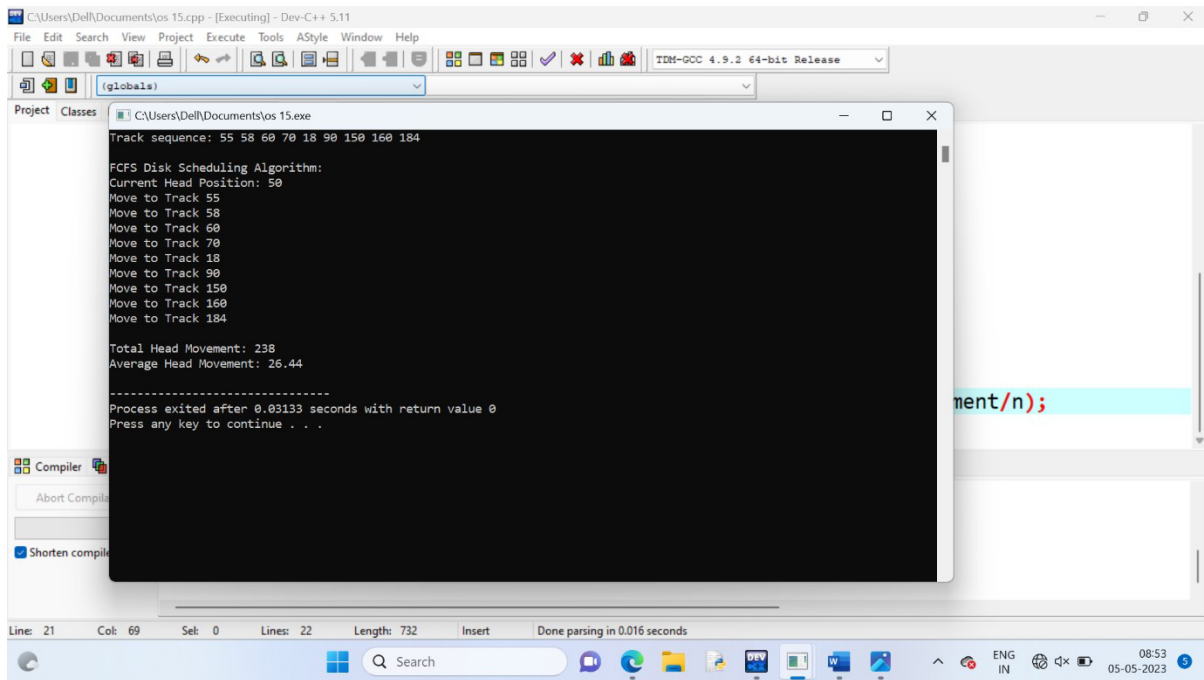 C:\Users\Dell\Documents\os 15.cpp - [Executing] - Dev-C++ 5.11
File Edit Search View Project Execute Tools AStyle Window Help
TDM-GCC 4.9.2 64-bit Release
(globals)
Project Classes
C:\Users\Dell\Documents\os 15.exe
Track sequence: 55 58 60 70 18 90 150 160 184
FCFS Disk Scheduling Algorithm:
Current Head Position: 50
Move to Track 55
Move to Track 58
Move to Track 60
Move to Track 70
Move to Track 18
Move to Track 90
Move to Track 150
Move to Track 160
Move to Track 184
Total Head Movement: 238
Average Head Movement: 26.44
--------------------------------
Process exited after 0.03133 seconds with return value 0
Press any key to continue . . .
ment/n);
Compiler
Abort Compila
Shorten compile
Line: 21 Col: 69 Sel: 0 Lines: 22 Length: 732 Insert Done parsing in 0.016 seconds
Search
DEV
W
ENG
IN
08:53
05-05-2023
5